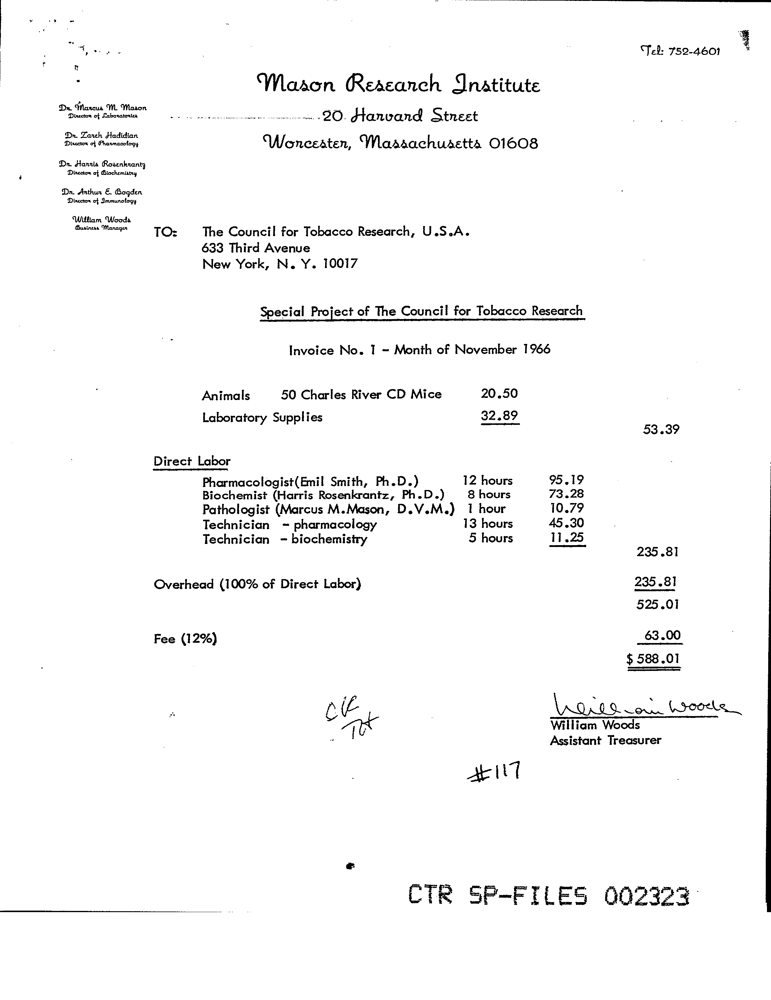 Tel: 752-4601
Mason Research Institute
20 Harvard Street
Worcester, Massachusetts 01608
Dr. Marcus M. Mason
Director of Laboratories
Dr. Zareh Hadidian
Director of Pharmacology
Dr. Harris Rosenkrantz
Director of Biochemistry
Dr. Arthur E. Bogden
Director of Immunology
William Woods
Business Manager
TO: The Council for Tobacco Research, U.S.A.
633 Third Avenue
New York, N. Y. 10017
Special Project of The Council for Tobacco Research
Invoice No. 1 - Month of November 1966
Animals 50 Charles River CD Mice 20.50
Laboratory Supplies 32.89
53.39
Direct Labor
Pharmacologist(Emil Smith, Ph.D.) 12 hours 95.19
Biochemist (Harris Rosenkrantz, Ph.D.) 8 hours 73.28
Pathologist (Marcus M.Mason, D.V.M.) 1 hour 10.79
Technician - pharmacology 13 hours 45.30
Technician - biochemistry 5 hours 11.25
235.81
Overhead (100% of Direct Labor) 235.81
525.01
Fee (12%) 63.00
$ 588.01
William Woods
William Woods
Assistant Treasurer
#117
CTR SP-FILES 002323